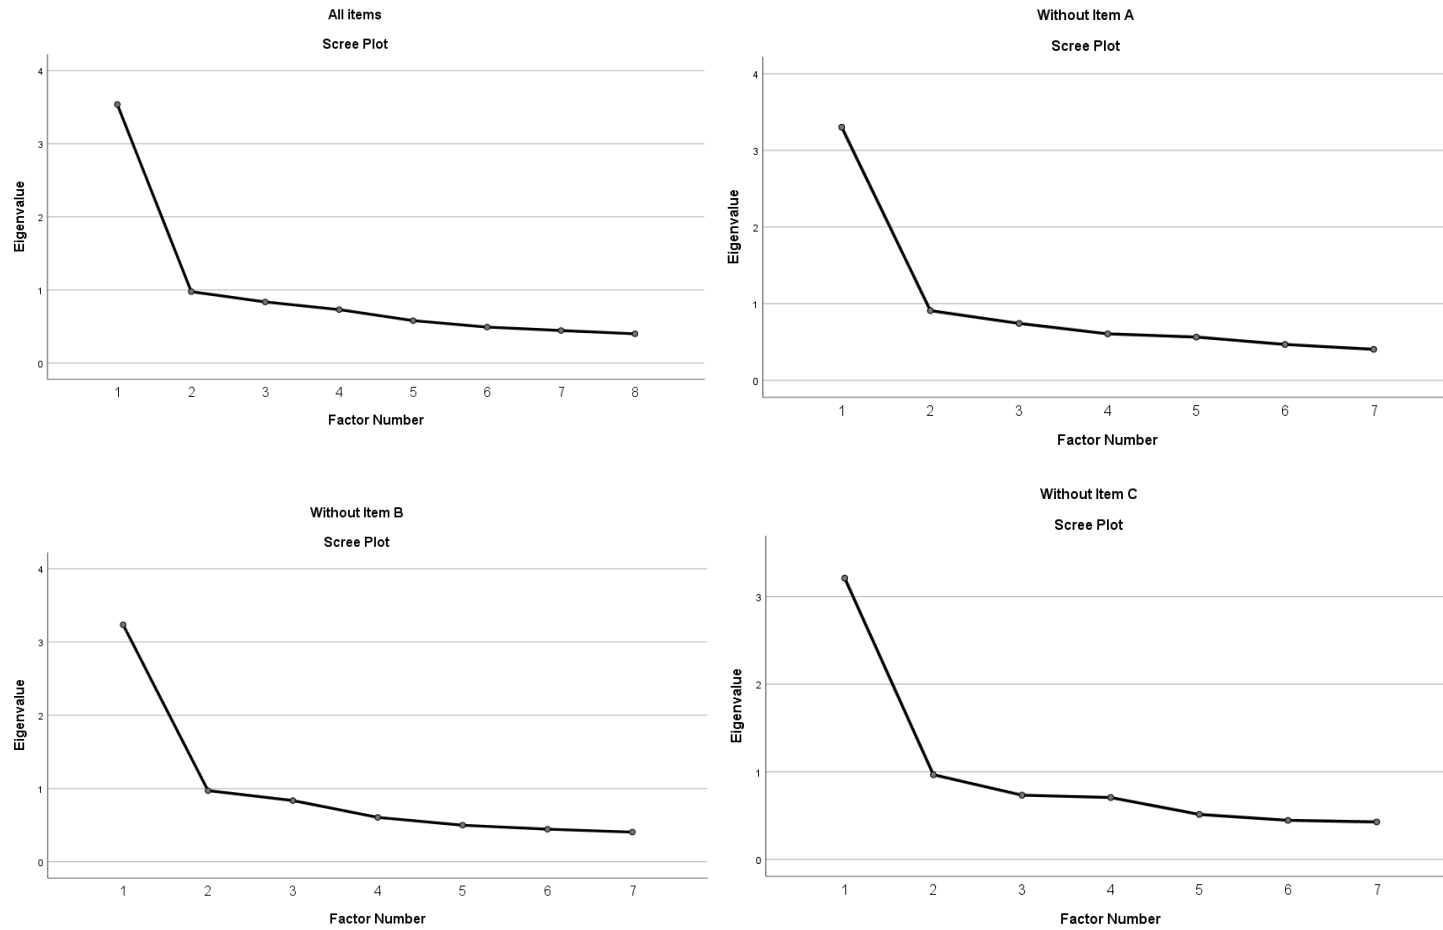 All items
Scree Plot
4
3
2
1
0
Eigenvalue
1 2 3 4 5 6 7 8
Factor Number
Without Item A
Scree Plot
4
3
2
1
0
Eigenvalue
1 2 3 4 5 6 7
Factor Number
Without Item B
Scree Plot
4
3
2
1
0
Eigenvalue
1 2 3 4 5 6 7
Factor Number
Without Item C
Scree Plot
3
2
1
0
Eigenvalue
1 2 3 4 5 6 7
Factor Number